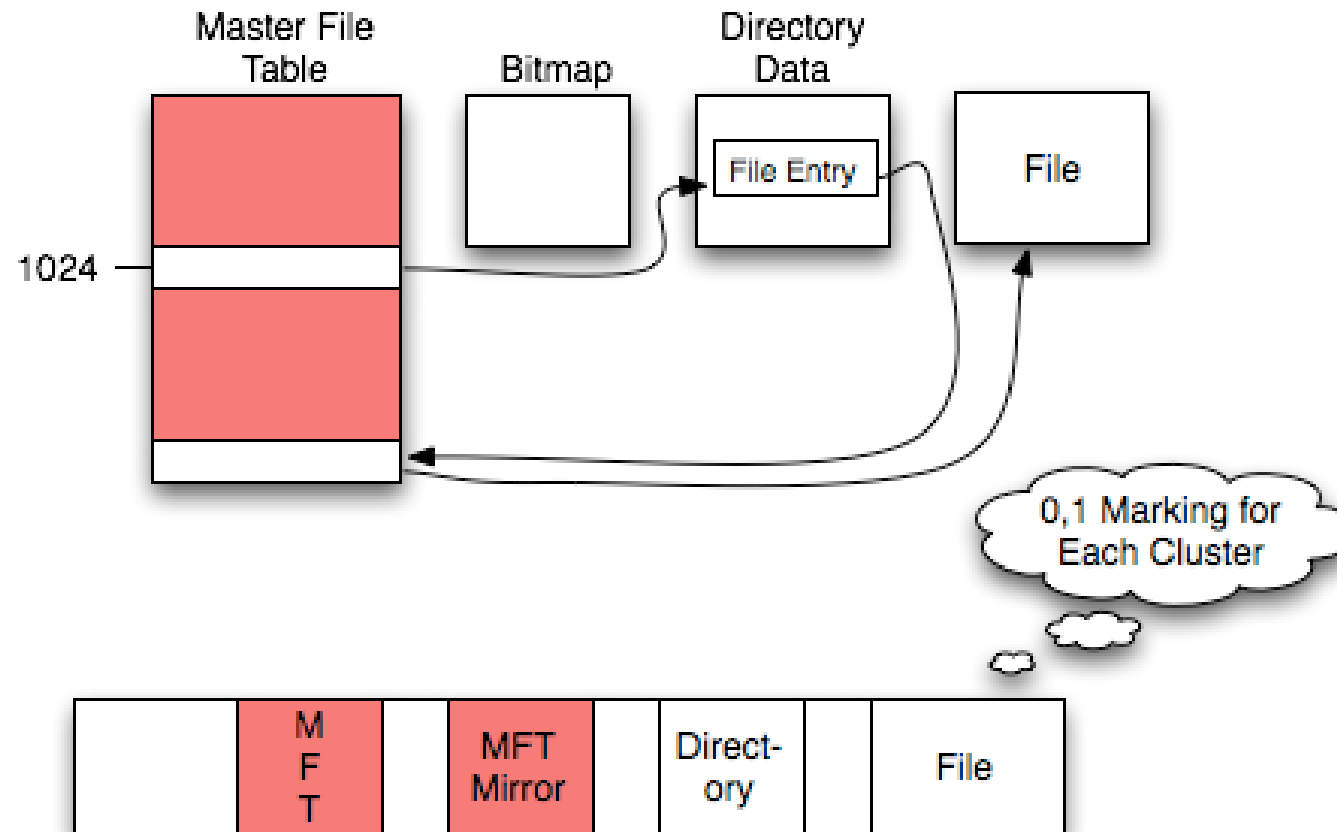 Master File
Table
Bitmap
Directory
Data
File Entry
File
1024
0,1 Marking for
Each Cluster
M
F
T
MFT
Mirror
Direct-
ory
File